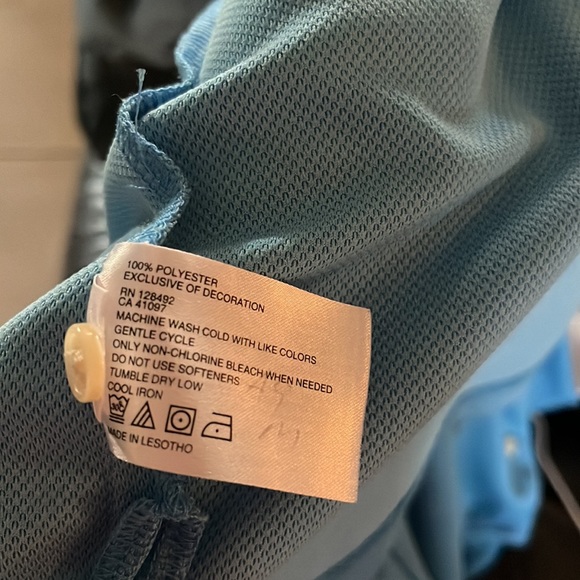 100% POLYESTER
EXCLUSIVE OF DECORATION
RN 128492
CA 41097
MACHINE WASH COLD WITH LIKE COLORS
GENTLE CYCLE
ONLY NON-CHLORINE BLEACH WHEN NEEDED
DO NOT USE SOFTENERS
TUMBLE DRY LOW
COOL IRON
MADE IN LESOTHO